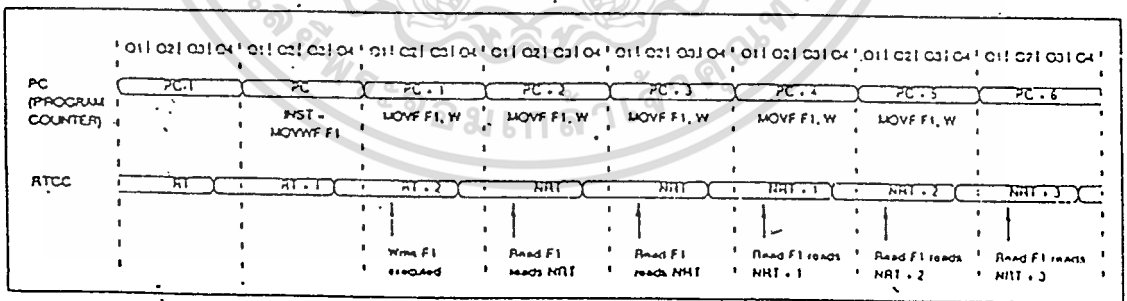 Q1| Q2| Q3| Q4 Q1| Q2| Q3| Q4 Q1| Q2| Q3| Q4 Q1| Q2| Q3| Q4 Q1| Q2| Q3| Q4 Q1| Q2| Q3| Q4 Q1| Q2| Q3| Q4 Q1| Q2| Q3| Q4
PC (PROGRAM COUNTER)
PC-1 PC PC + 1 PC + 2 PC + 3 PC + 4 PC + 5 PC + 6
INST = MOVWF F1
MOVF F1, W MOVF F1, W MOVF F1, W MOVF F1, W MOVF F1, W
RTCC
RT RT + 1 RT + 2 NRT NRT NRT + 1 NRT + 2 NRT + 3
Write F1 executed
Read F1 reads NRT
Read F1 reads NRT
Read F1 reads NRT + 1
Read F1 reads NRT + 2
Read F1 reads NRT + 3